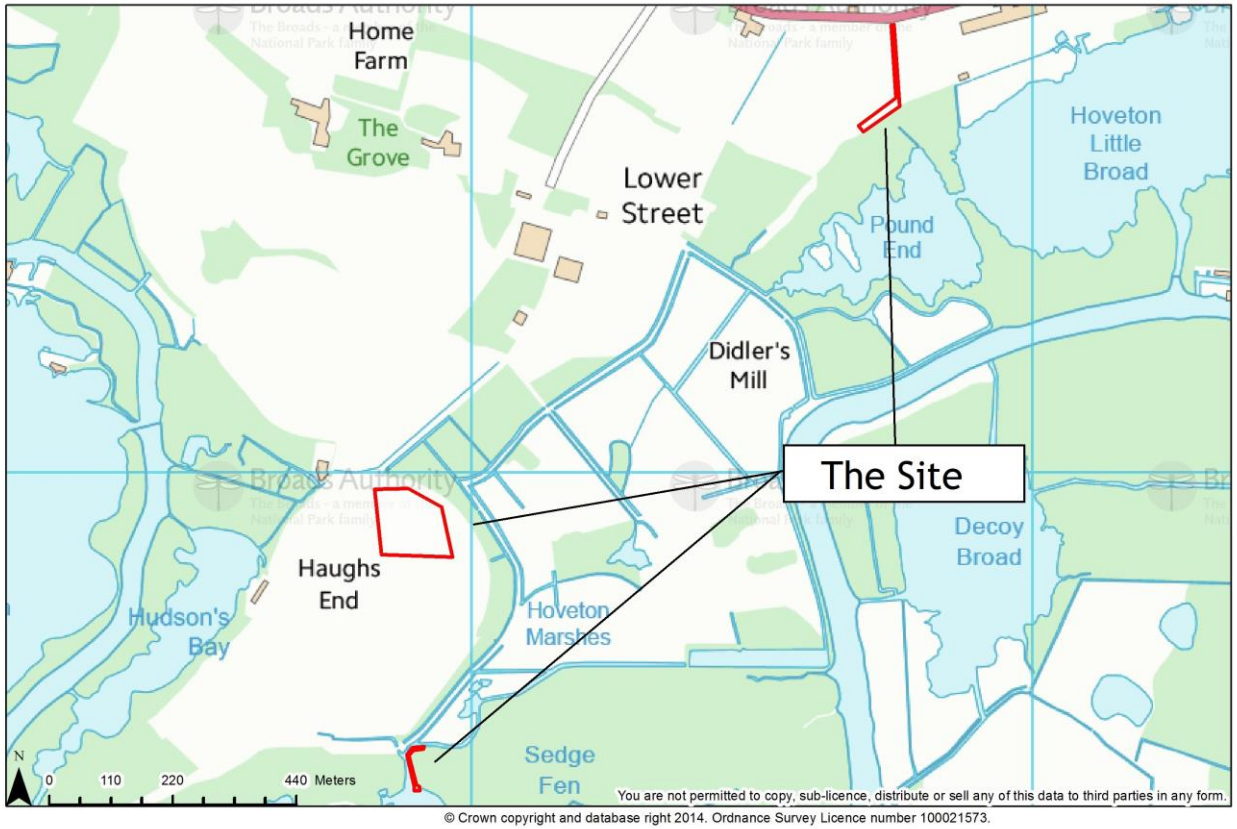 Broads Authority
The Broads - a member of the
National Park family
Home
Farm
The
Grove
Lower
Street
Hoveton
Little
Broad
Pound
End
Didler's
Mill
The Site
Broads Authority
Decoy
Broad
Haughs
End
Hudson's
Bay
Hoveton
Marshes
Sedge
Fen
N
0 110 220 440 Meters
You are not permitted to copy, sub-licence, distribute or sell any of this data to third parties in any form.
© Crown copyright and database right 2014. Ordnance Survey Licence number 100021573.